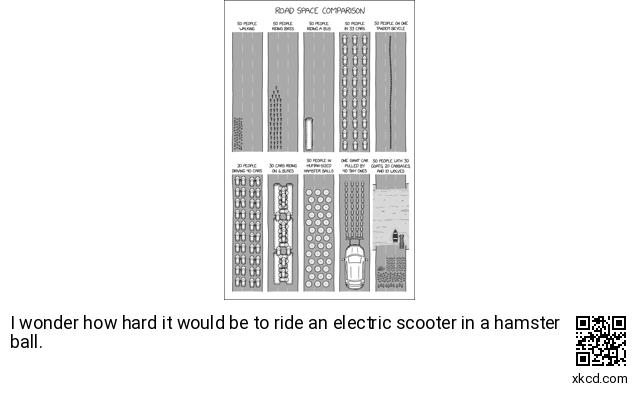 ROAD SPACE COMPARISON
50 PEOPLE WALKING
50 PEOPLE RIDING BIKES
50 PEOPLE RIDING A BUS
50 PEOPLE IN 33 CARS
50 PEOPLE ON ONE TANDEM BICYCLE
20 PEOPLE DRIVING 40 CARS
30 CARS RIDING ON 6 BUSES
50 PEOPLE IN HUMAN-SIZED HAMSTER BALLS
ONE GIANT CAR PULLED BY 40 TINY ONES
50 PEOPLE WITH 30 GOATS, 20 CABBAGES, AND 10 WOLVES
I wonder how hard it would be to ride an electric scooter in a hamster
ball.
xkcd.com